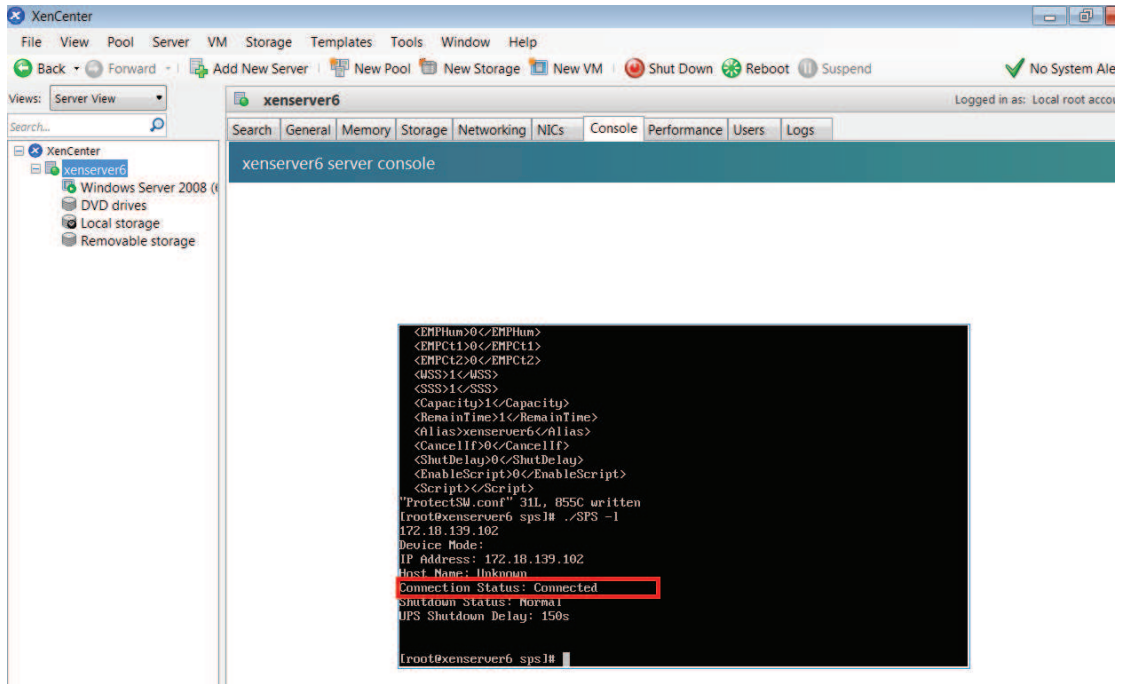 XenCenter
File View Pool Server VM Storage Templates Tools Window Help
Back Forward Add New Server New Pool New Storage New VM Shut Down Reboot Suspend No System Ale
Views: Server View xenserver6 Logged in as: Local root accou
Search... Search General Memory Storage Networking NICs Console Performance Users Logs
XenCenter
xenserver6 xenserver6 server console
Windows Server 2008 (6
DVD drives
Local storage
Removable storage
<EMPHum>0</EMPHum>
<EMPCt1>0</EMPCt1>
<EMPCt2>0</EMPCt2>
<WSS>1</WSS>
<SSS>1</SSS>
<Capacity>1</Capacity>
<RemainTime>1</RemainTime>
<Alias>xenserver6</Alias>
<CancelIf>0</CancelIf>
<ShutDelay>0</ShutDelay>
<EnableScript>0</EnableScript>
<Script></Script>
"ProtectSW.conf" 31L, 855C written
[root@xenserver6 sps]# ./SPS -l
172.18.139.102
Device Mode:
IP Address: 172.18.139.102
Host Name: Unknown
Connection Status: Connected
Shutdown Status: Normal
UPS Shutdown Delay: 150s
[root@xenserver6 sps]#